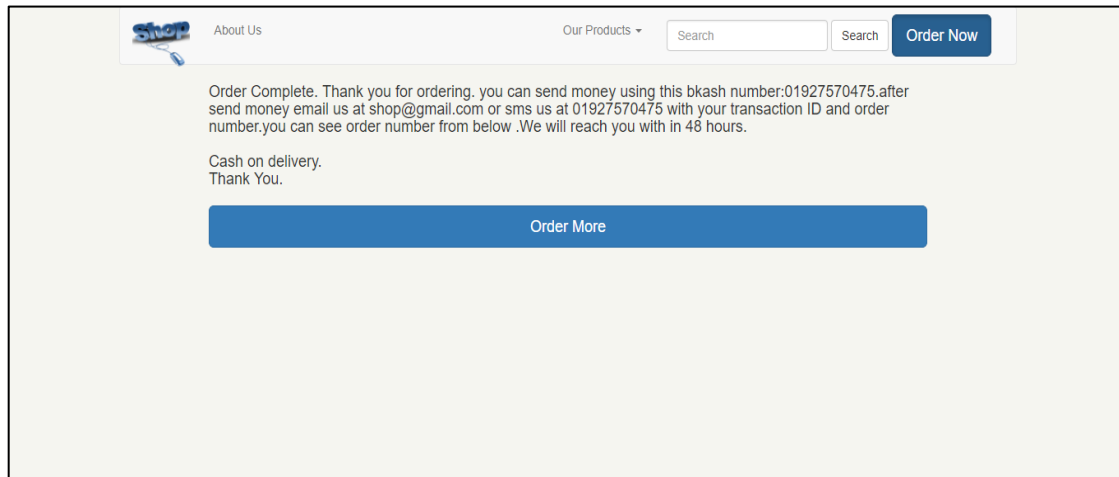 Shop
About Us
Our Products
Search
Search
Order Now
Order Complete. Thank you for ordering. you can send money using this bkash number:01927570475.after
send money email us at shop@gmail.com or sms us at 01927570475 with your transaction ID and order
number.you can see order number from below .We will reach you with in 48 hours.
Cash on delivery.
Thank You.
Order More